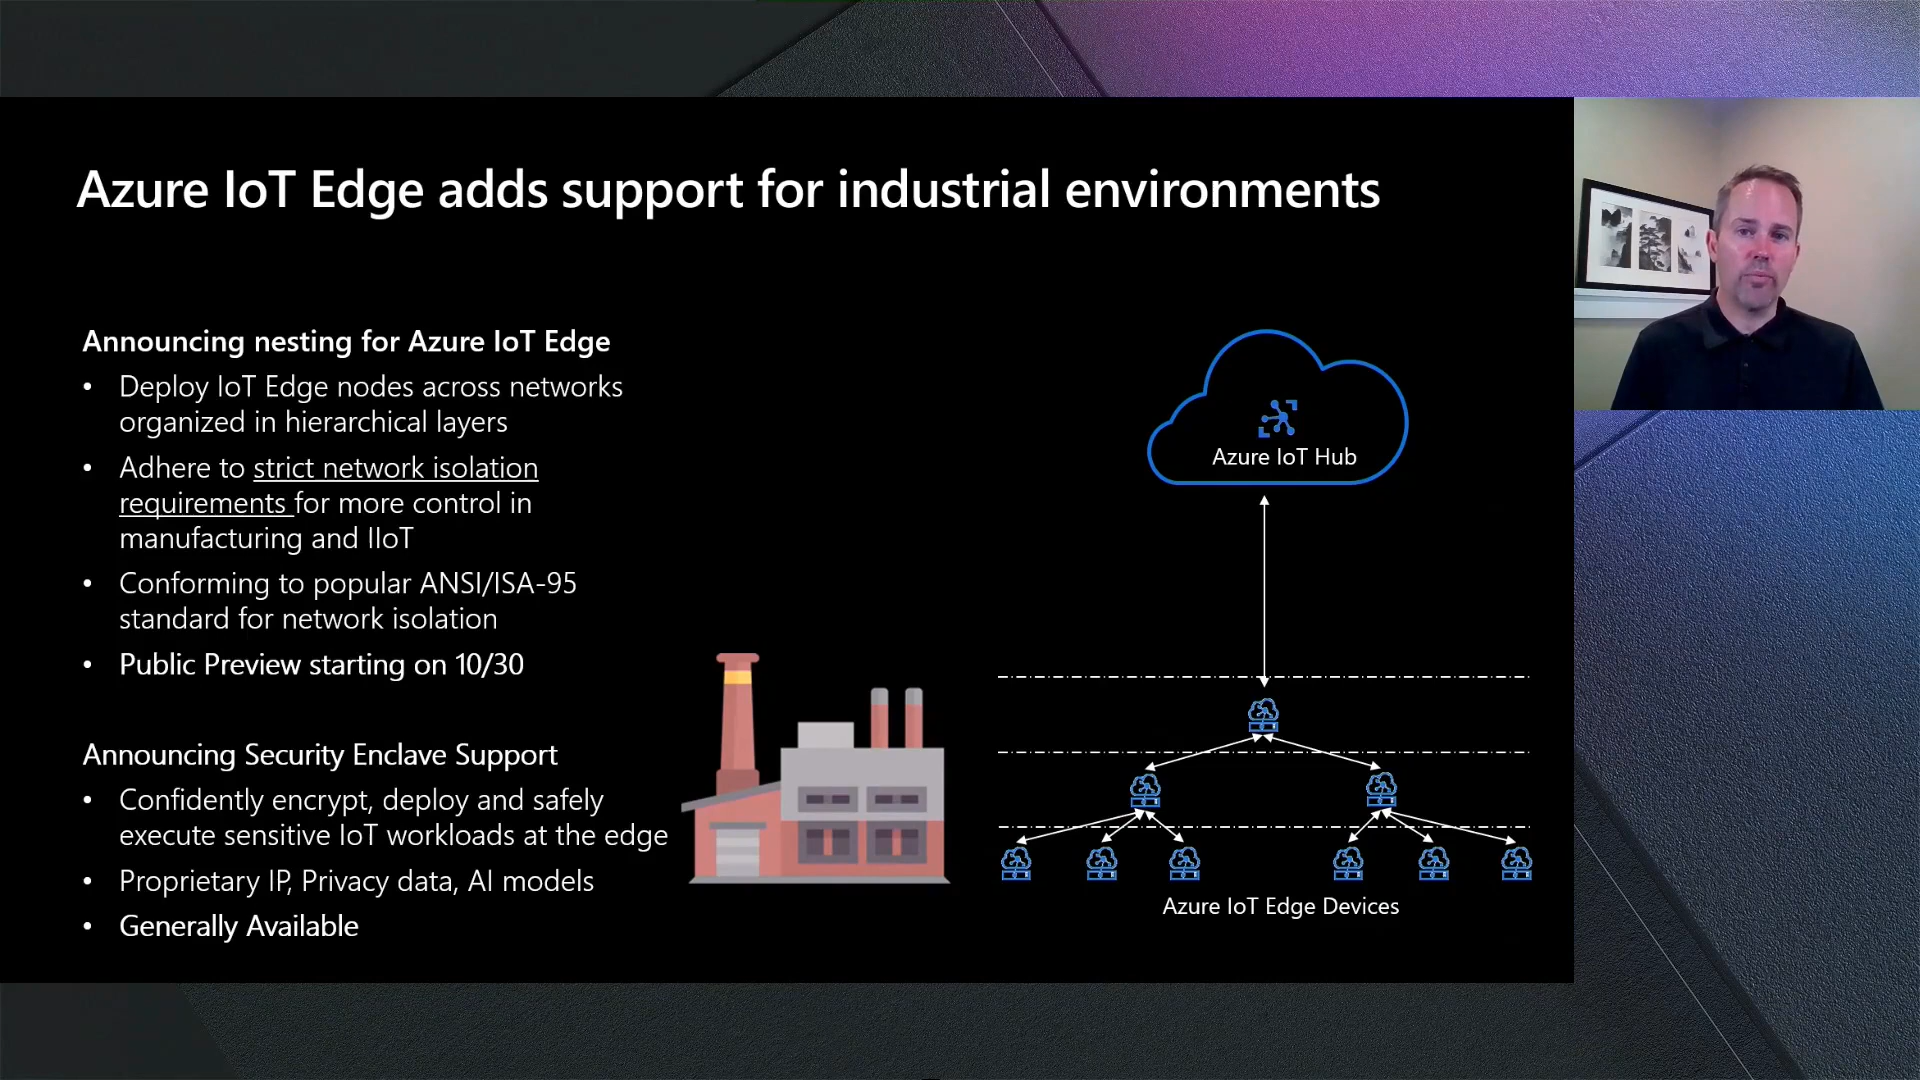 Azure IoT Edge adds support for industrial environments
Announcing nesting for Azure IoT Edge
• Deploy IoT Edge nodes across networks
organized in hierarchical layers
• Adhere to strict network isolation
requirements for more control in
manufacturing and IIoT
• Conforming to popular ANSI/ISA-95
standard for network isolation
• Public Preview starting on 10/30
Announcing Security Enclave Support
• Confidently encrypt, deploy and safely
execute sensitive IoT workloads at the edge
• Proprietary IP, Privacy data, AI models
• Generally Available
Azure IoT Hub
Azure IoT Edge Devices